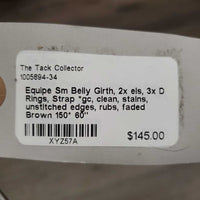 The Tack Collector
1005894-34
Equipe Sm Belly Girth, 2x els, 3x D
Rings, Strap *gc, clean, stains,
unstitched edges, rubs, faded
Brown 150* 60"
XYZ57A
$145.00